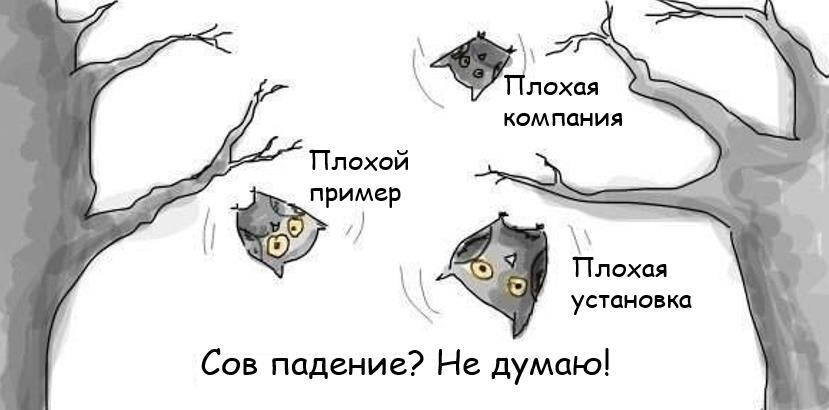 Плохая
компания
Плохой
пример
Плохая
установка
Сов падение? Не думаю!